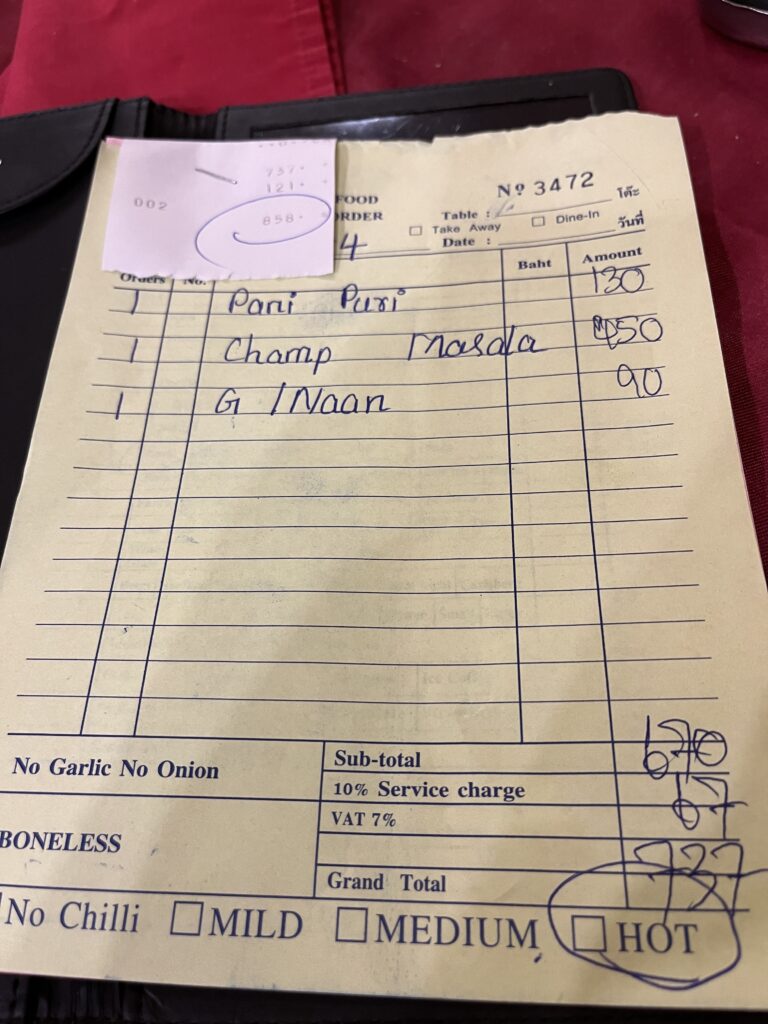 737.
121.
002
858.
FOOD
ORDER
Nº 3472
Table : โต๊ะ
Take Away Dine-In
Date : วันที่
4
Orders No. Baht Amount
1 Pani Puri 130
1 Champ Masala 450
1 G /Naan 90
No Garlic No Onion
BONELESS
Sub-total 670
10% Service charge 67
VAT 7%
Grand Total 737
No Chilli MILD MEDIUM HOT